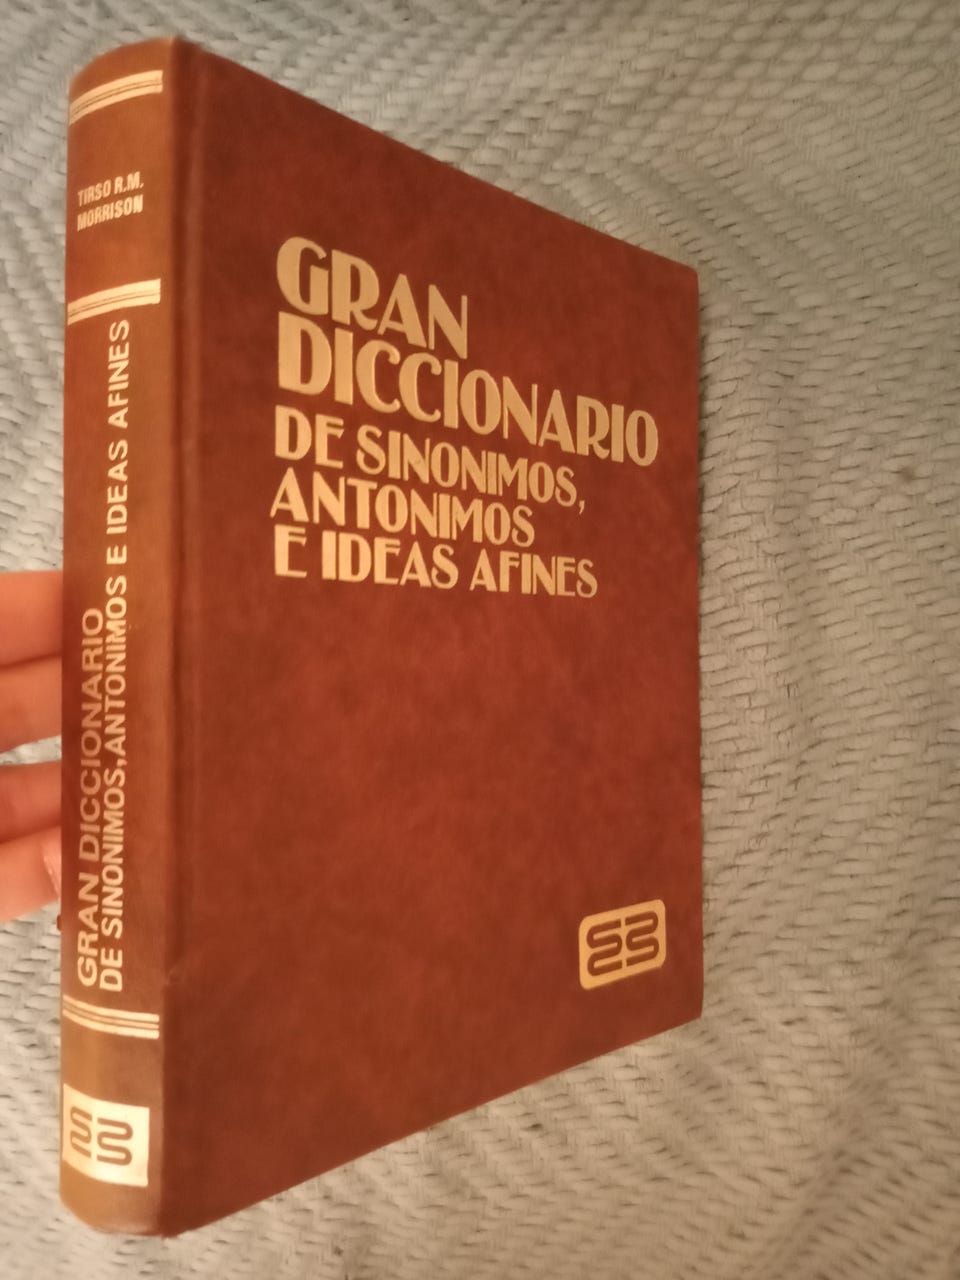 TIRSO R.M.
MORRISON
GRAN DICCIONARIO
DE SINONIMOS, ANTONIMOS E IDEAS AFINES
GRAN
DICCIONARIO
DE SINONIMOS,
ANTONIMOS
E IDEAS AFINES